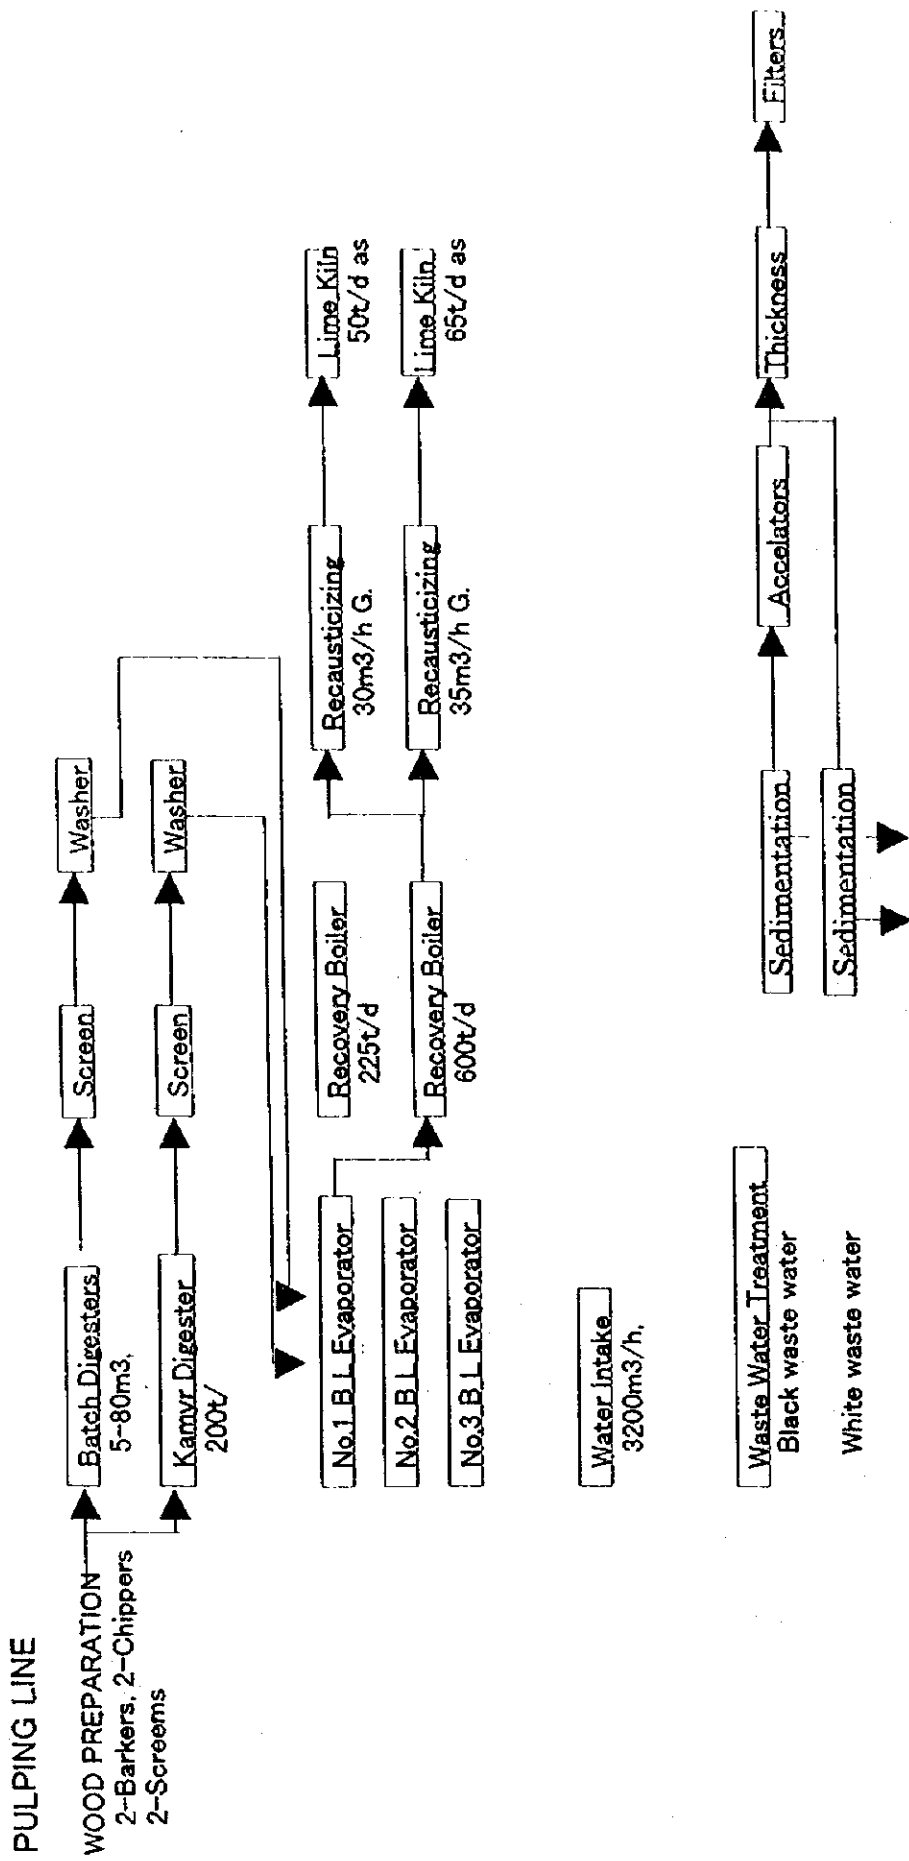 PULPING LINE
WOOD PREPARATION
2-Barkers, 2-Chippers
2-Screems
Batch Digesters
5-80m3,
Screen
Washer
Kamyr Digester
200t/
Screen
Washer
No.1 B L Evaporator
No.2 B L Evaporator
No.3 B L Evaporator
Recovery Boiler
225t/d
Recovery Boiler
600t/d
Recausticizing
30m3/h G.
Recausticizing
35m3/h G.
Lime Kiln
50t/d as
Lime Kiln
65t/d as
Water intake
3200m3/h,
Waste Water Treatment
Black waste water
White waste water
Sedimentation
Sedimentation
Accelators
Thickness
Filters